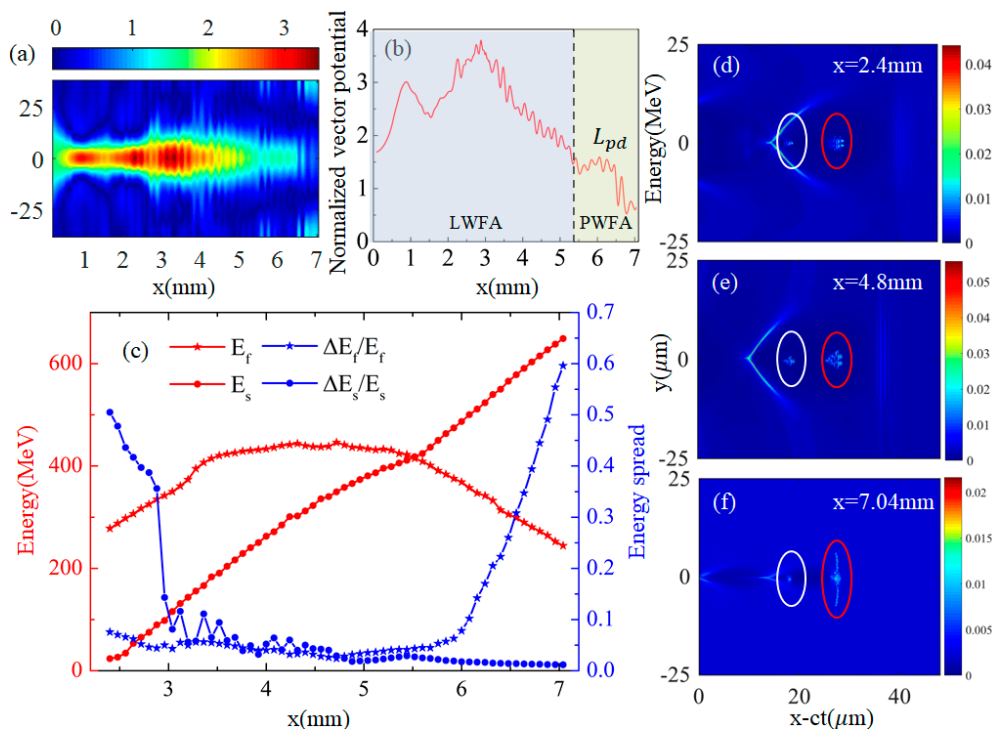 (a)
0 1 2 3
25
0
-25
1 2 3 4 5 6 7
x(mm)
(b)
Normalized vector potential
4
3
2
1
0
L_pd
LWFA
PWFA
0 1 2 3 4 5 6 7
x(mm)
(c)
E_f
ΔE_f/E_f
E_s
ΔE_s/E_s
Energy(MeV)
600
400
200
0
0.7
0.6
0.5
0.4
0.3
0.2
0.1
0.0
Energy spread
3 4 5 6 7
x(mm)
(d)
x=2.4mm
Energy(MeV)
25
0
-25
0.04
0.03
0.02
0.01
0
(e)
x=4.8mm
y(μm)
25
0
-25
0.05
0.04
0.03
0.02
0.01
0
(f)
x=7.04mm
0
-25
0.02
0.015
0.01
0.005
0
0 20 40
x-ct(μm)